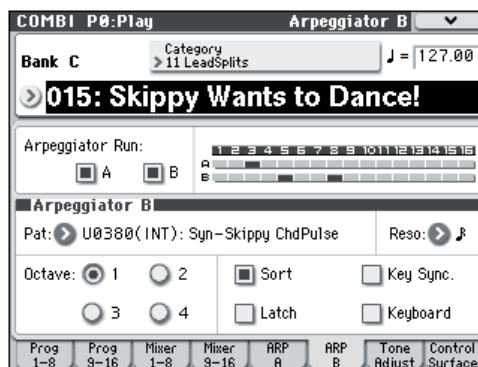 COMBI P0:Play Arpeggiator B
Bank C
Category
11 LeadSplits
♩ = 127.00
015: Skippy Wants to Dance!
Arpeggiator Run:
A B
1 2 3 4 5 6 7 8 9 10 11 12 13 14 15 16
A
B
Arpeggiator B
Pat: U0380(INT): Syn-Skippy ChdPulse Reso: ♪
Octave: 1 2 Sort Key Sync.
3 4 Latch Keyboard
Prog 1-8 Prog 9-16 Mixer 1-8 Mixer 9-16 ARP A ARP B Tone Adjust Control Surface